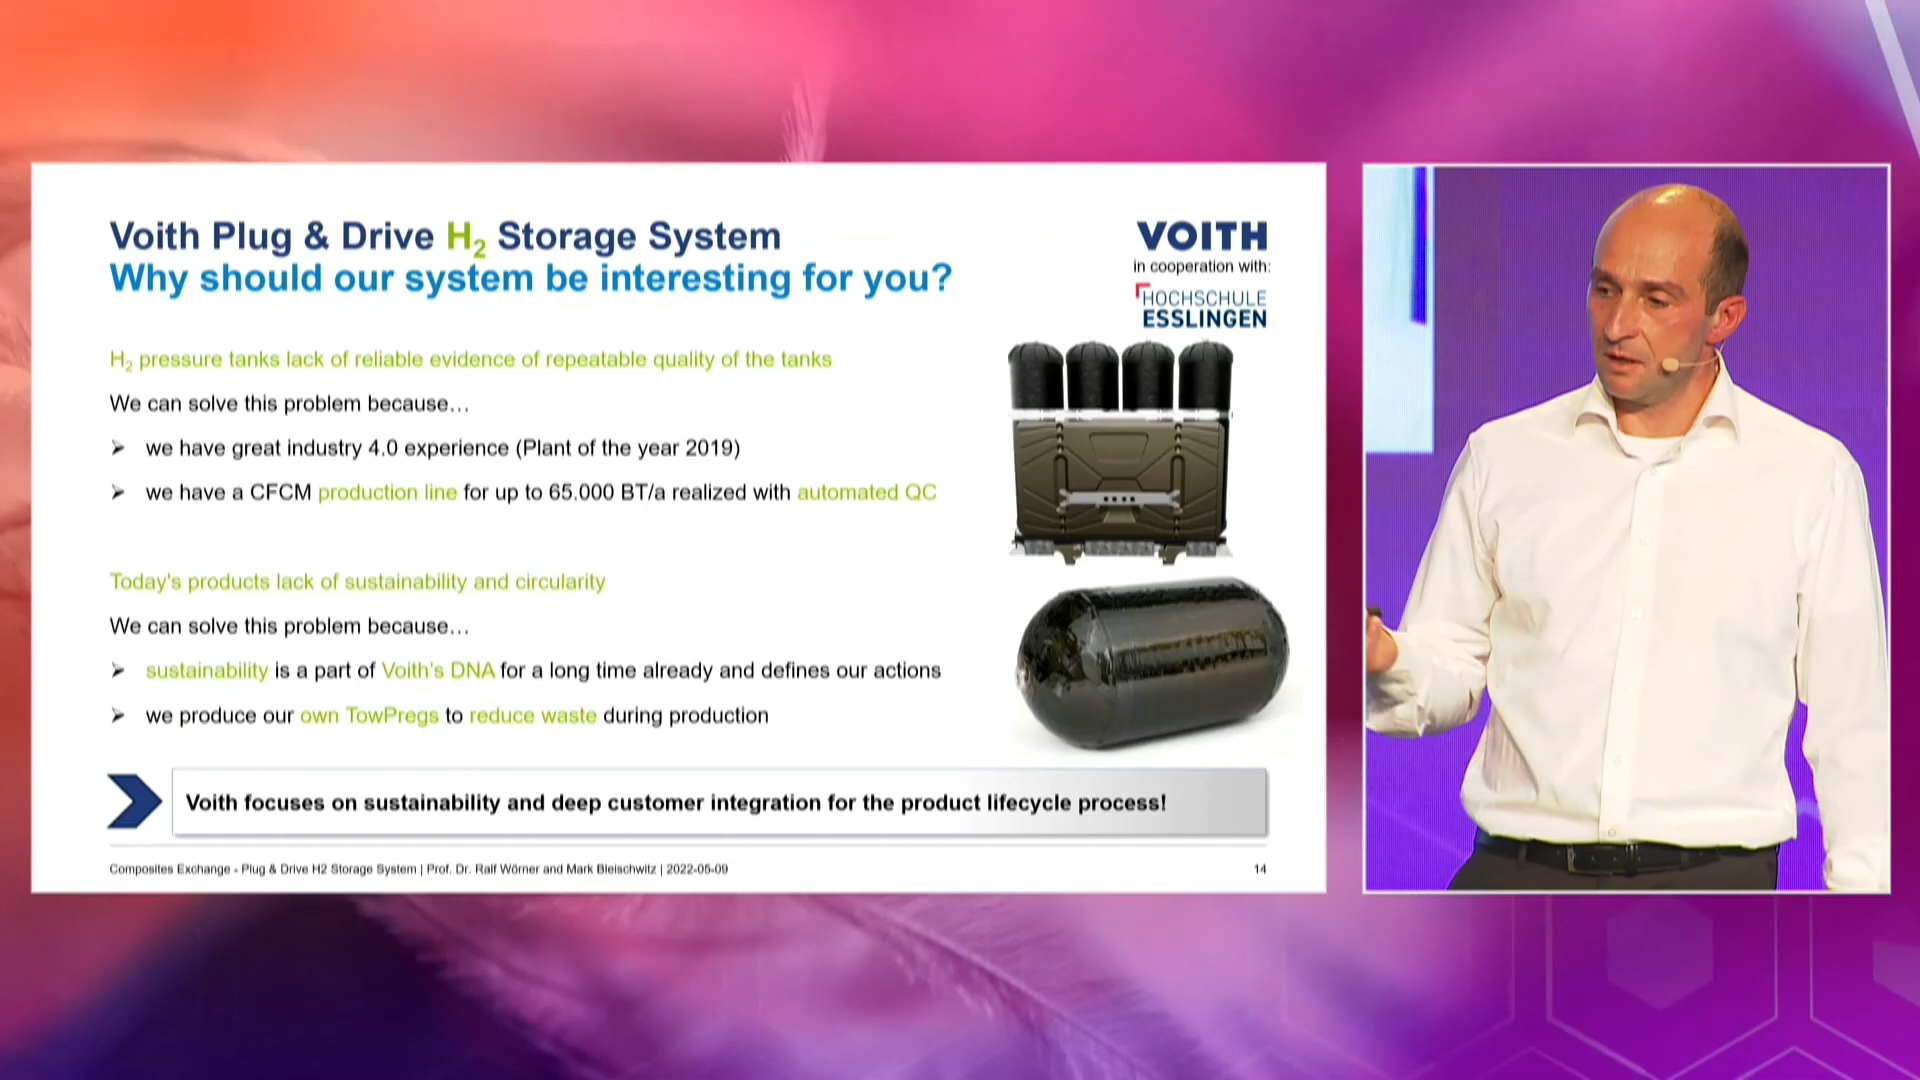 Voith Plug & Drive H2 Storage System
Why should our system be interesting for you?
VOITH
in cooperation with:
HOCHSCHULE
ESSLINGEN
H2 pressure tanks lack of reliable evidence of repeatable quality of the tanks
We can solve this problem because…
➢ we have great industry 4.0 experience (Plant of the year 2019)
➢ we have a CFCM production line for up to 65.000 BT/a realized with automated QC
Today's products lack of sustainability and circularity
We can solve this problem because…
➢ sustainability is a part of Voith's DNA for a long time already and defines our actions
➢ we produce our own TowPregs to reduce waste during production
Voith focuses on sustainability and deep customer integration for the product lifecycle process!
Composites Exchange - Plug & Drive H2 Storage System | Prof. Dr. Ralf Wörner and Mark Bleischwitz | 2022-05-09
14